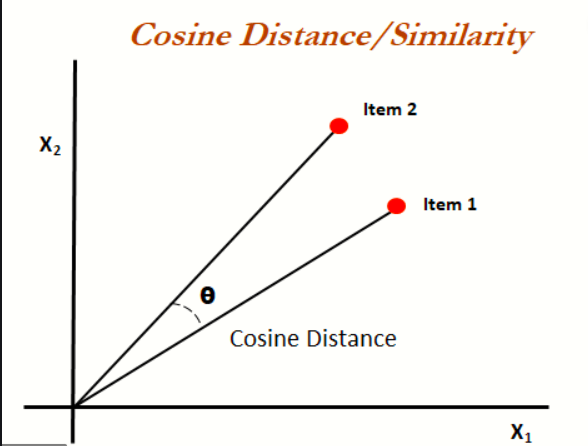 Cosine Distance/Similarity
Item 2
X₂
Item 1
θ
Cosine Distance
X₁